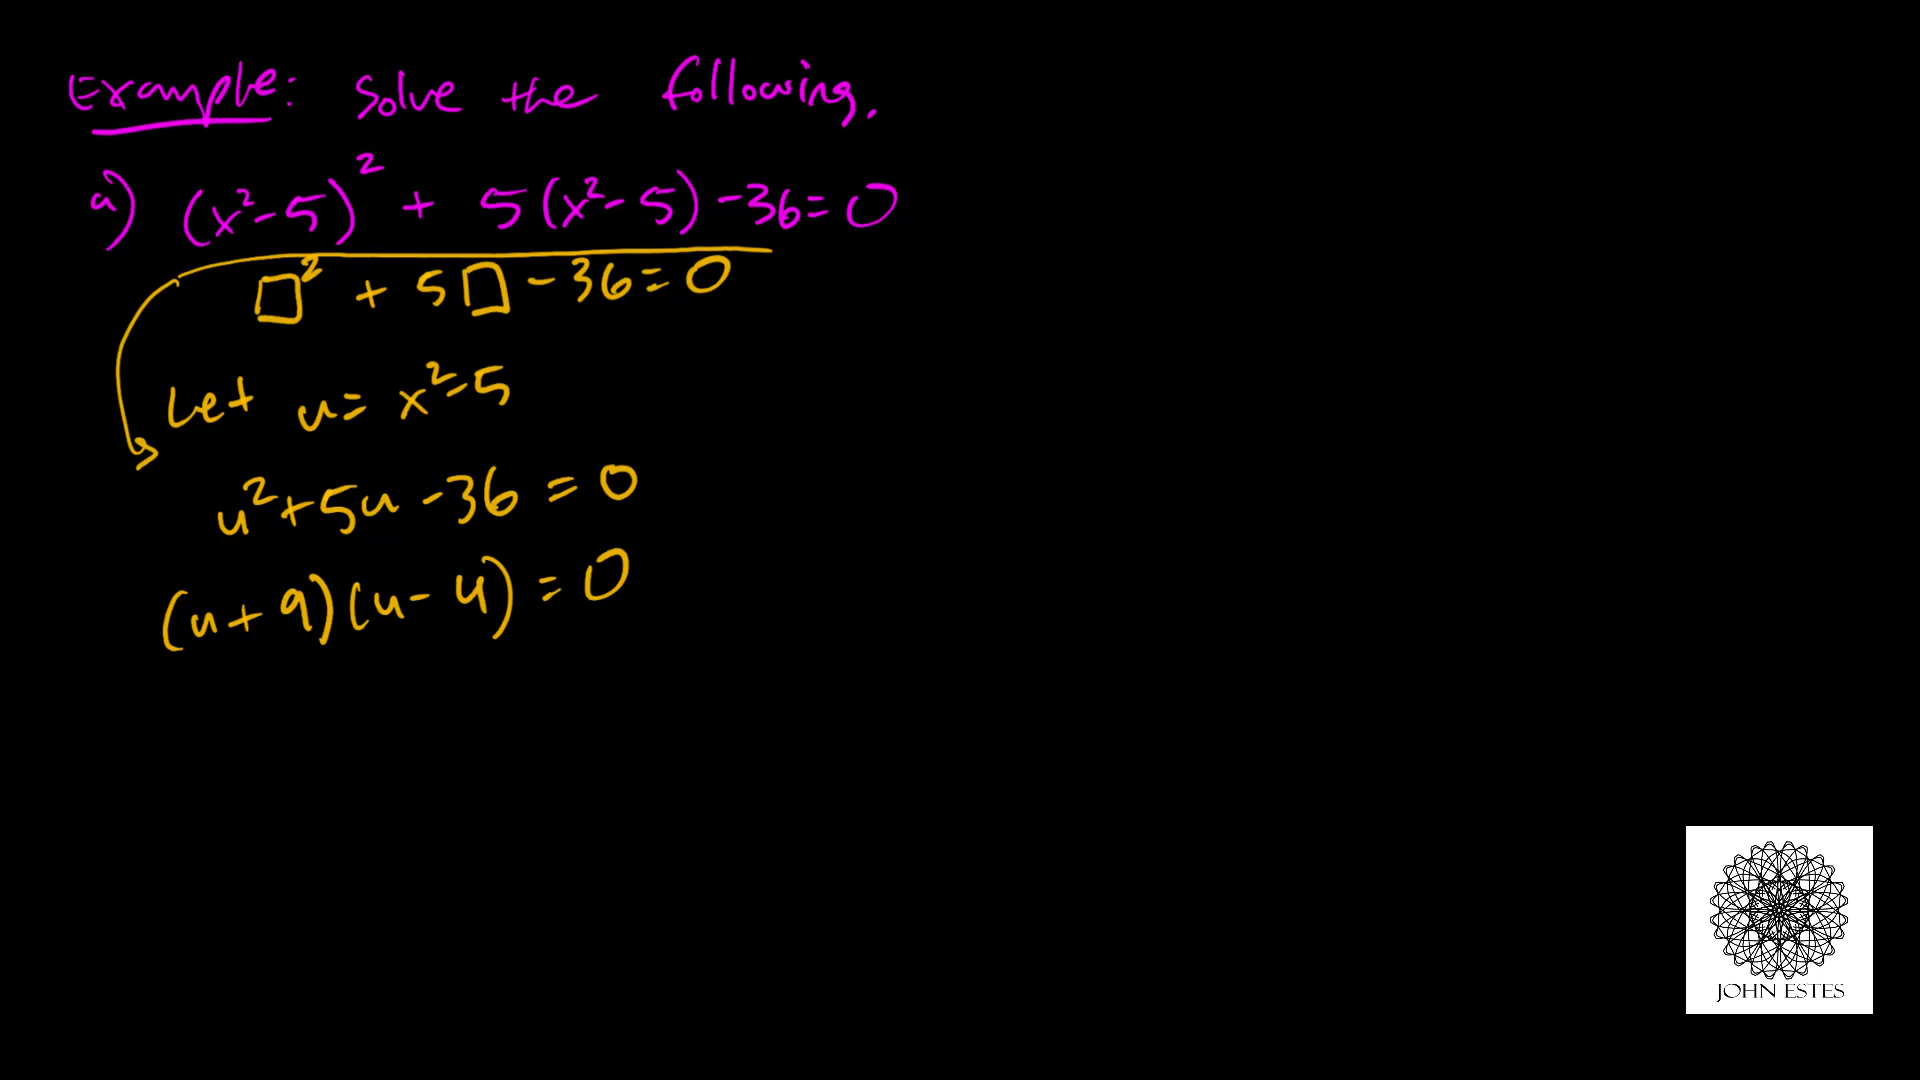 Example: Solve the following.
a) (x²-5)² + 5(x²-5) -36=0
□² + 5□ - 36=0
Let u= x²-5
u²+5u -36 = 0
(u+9)(u-4) = 0
JOHN ESTES